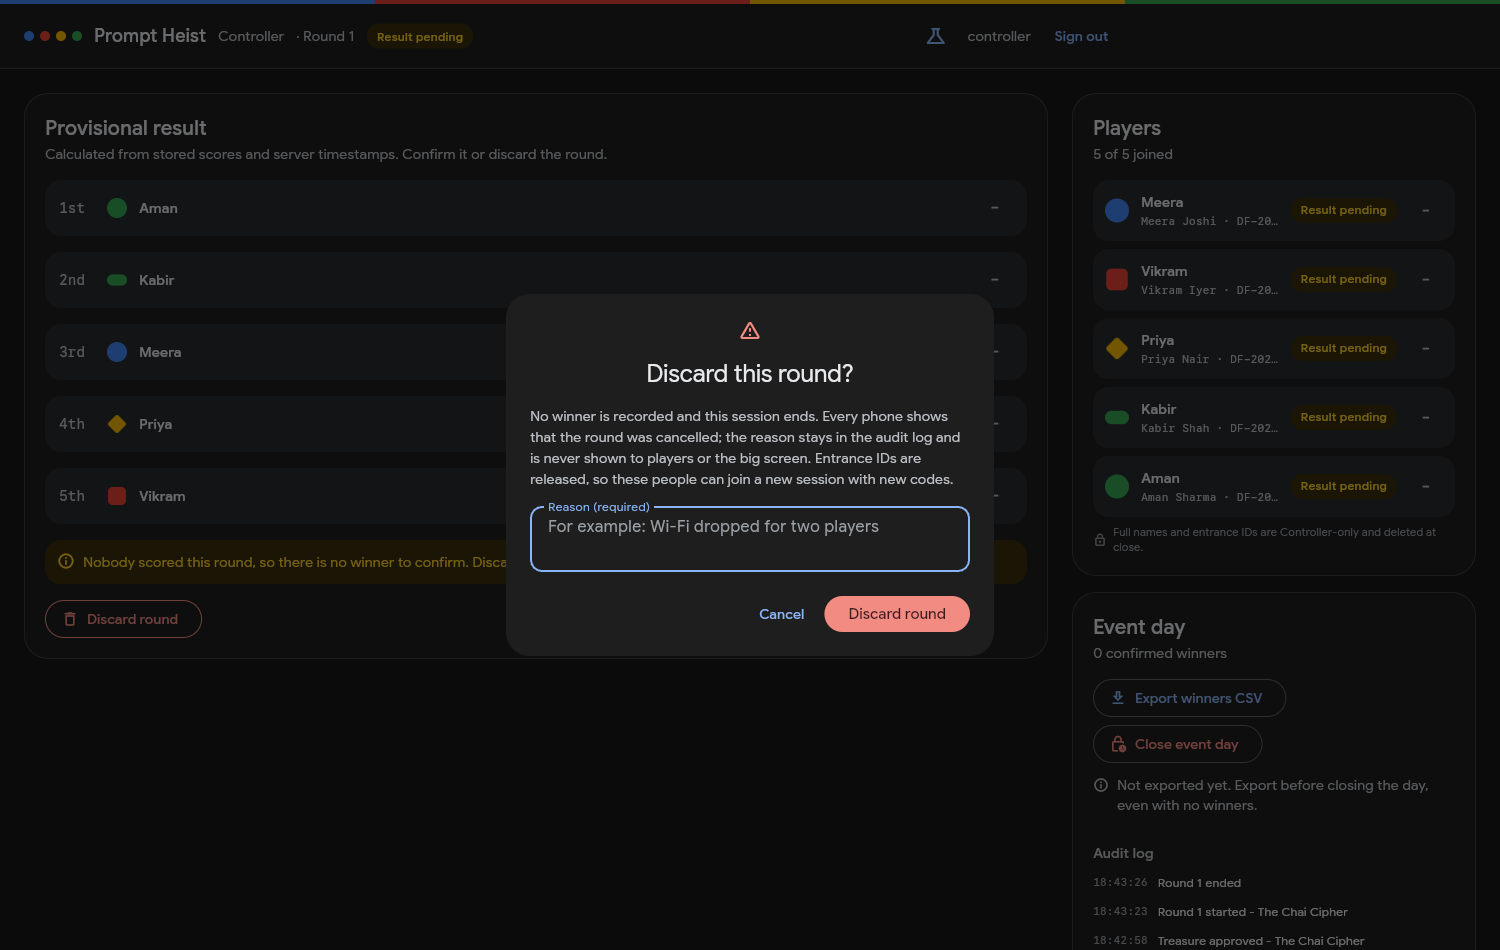 Prompt Heist Controller · Round 1 Result pending
controller Sign out
Provisional result
Calculated from stored scores and server timestamps. Confirm it or discard the round.
1st Aman –
2nd Kabir –
3rd Meera –
4th Priya –
5th Vikram –
Nobody scored this round, so there is no winner to confirm.
Discard round
Discard this round?
No winner is recorded and this session ends. Every phone shows
that the round was cancelled; the reason stays in the audit log and
is never shown to players or the big screen. Entrance IDs are
released, so these people can join a new session with new codes.
Reason (required)
For example: Wi-Fi dropped for two players
Cancel Discard round
Players
5 of 5 joined
Meera
Meera Joshi · DF-20…
Result pending –
Vikram
Vikram Iyer · DF-20…
Result pending –
Priya
Priya Nair · DF-202…
Result pending –
Kabir
Kabir Shah · DF-202…
Result pending –
Aman
Aman Sharma · DF-20…
Result pending –
Full names and entrance IDs are Controller-only and deleted at
close.
Event day
0 confirmed winners
Export winners CSV
Close event day
Not exported yet. Export before closing the day,
even with no winners.
Audit log
18:43:26 Round 1 ended
18:43:23 Round 1 started - The Chai Cipher
18:42:58 Treasure approved - The Chai Cipher